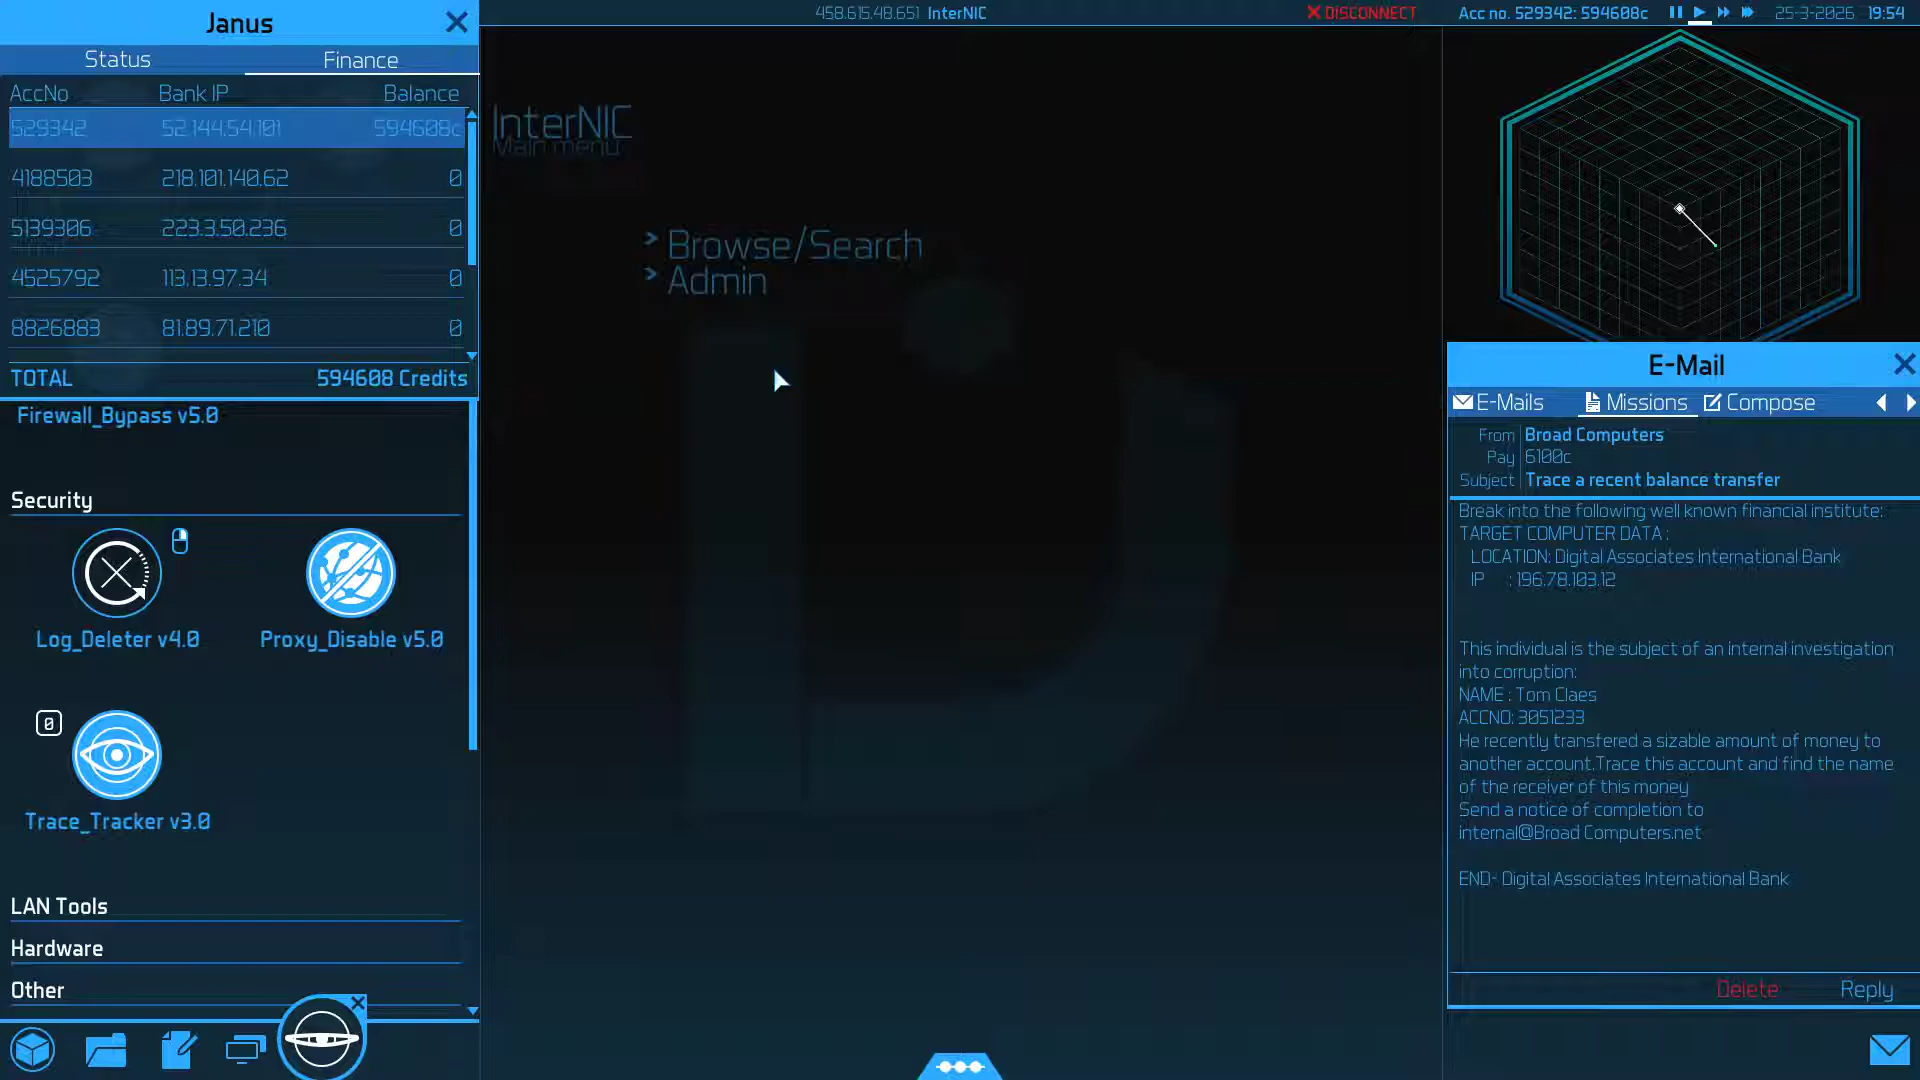 Janus
Status Finance
AccNo Bank IP Balance
529342 52.144.54.101 594608c
4188503 218.101.140.62 0
5139306 223.3.50.236 0
4525792 113.13.97.34 0
8826883 81.89.71.210 0
TOTAL 594608 Credits
Firewall_Bypass v5.0
Security
Log_Deleter v4.0 Proxy_Disable v5.0
0
Trace_Tracker v3.0
LAN Tools
Hardware
Other
458.615.48.651 InterNIC
DISCONNECT
Acc no. 529342: 594608c
25-3-2026 19:54
InterNIC
Main menu
> Browse/Search
> Admin
E-Mail
E-Mails Missions Compose
From Broad Computers
Pay 6100c
Subject Trace a recent balance transfer
Break into the following well known financial institute:
TARGET COMPUTER DATA :
LOCATION: Digital Associates International Bank
IP : 196.78.103.12
This individual is the subject of an internal investigation
into corruption:
NAME : Tom Claes
ACCNO: 3051233
He recently transfered a sizable amount of money to
another account.Trace this account and find the name
of the receiver of this money
Send a notice of completion to
internal@Broad Computers.net
END- Digital Associates International Bank
Delete Reply